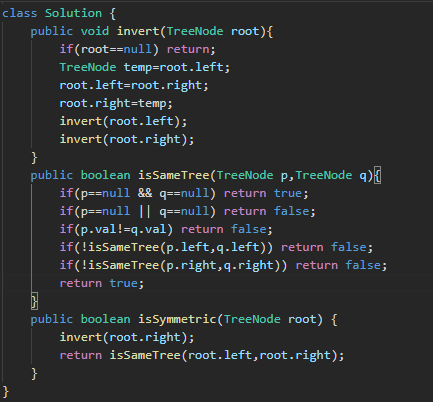 class Solution {
    public void invert(TreeNode root){
        if(root==null) return;
        TreeNode temp=root.left;
        root.left=root.right;
        root.right=temp;
        invert(root.left);
        invert(root.right);
    }
    public boolean isSameTree(TreeNode p,TreeNode q){
        if(p==null && q==null) return true;
        if(p==null || q==null) return false;
        if(p.val!=q.val) return false;
        if(!isSameTree(p.left,q.left)) return false;
        if(!isSameTree(p.right,q.right)) return false;
        return true;
    }
    public boolean isSymmetric(TreeNode root) {
        invert(root.right);
        return isSameTree(root.left,root.right);
    }
}